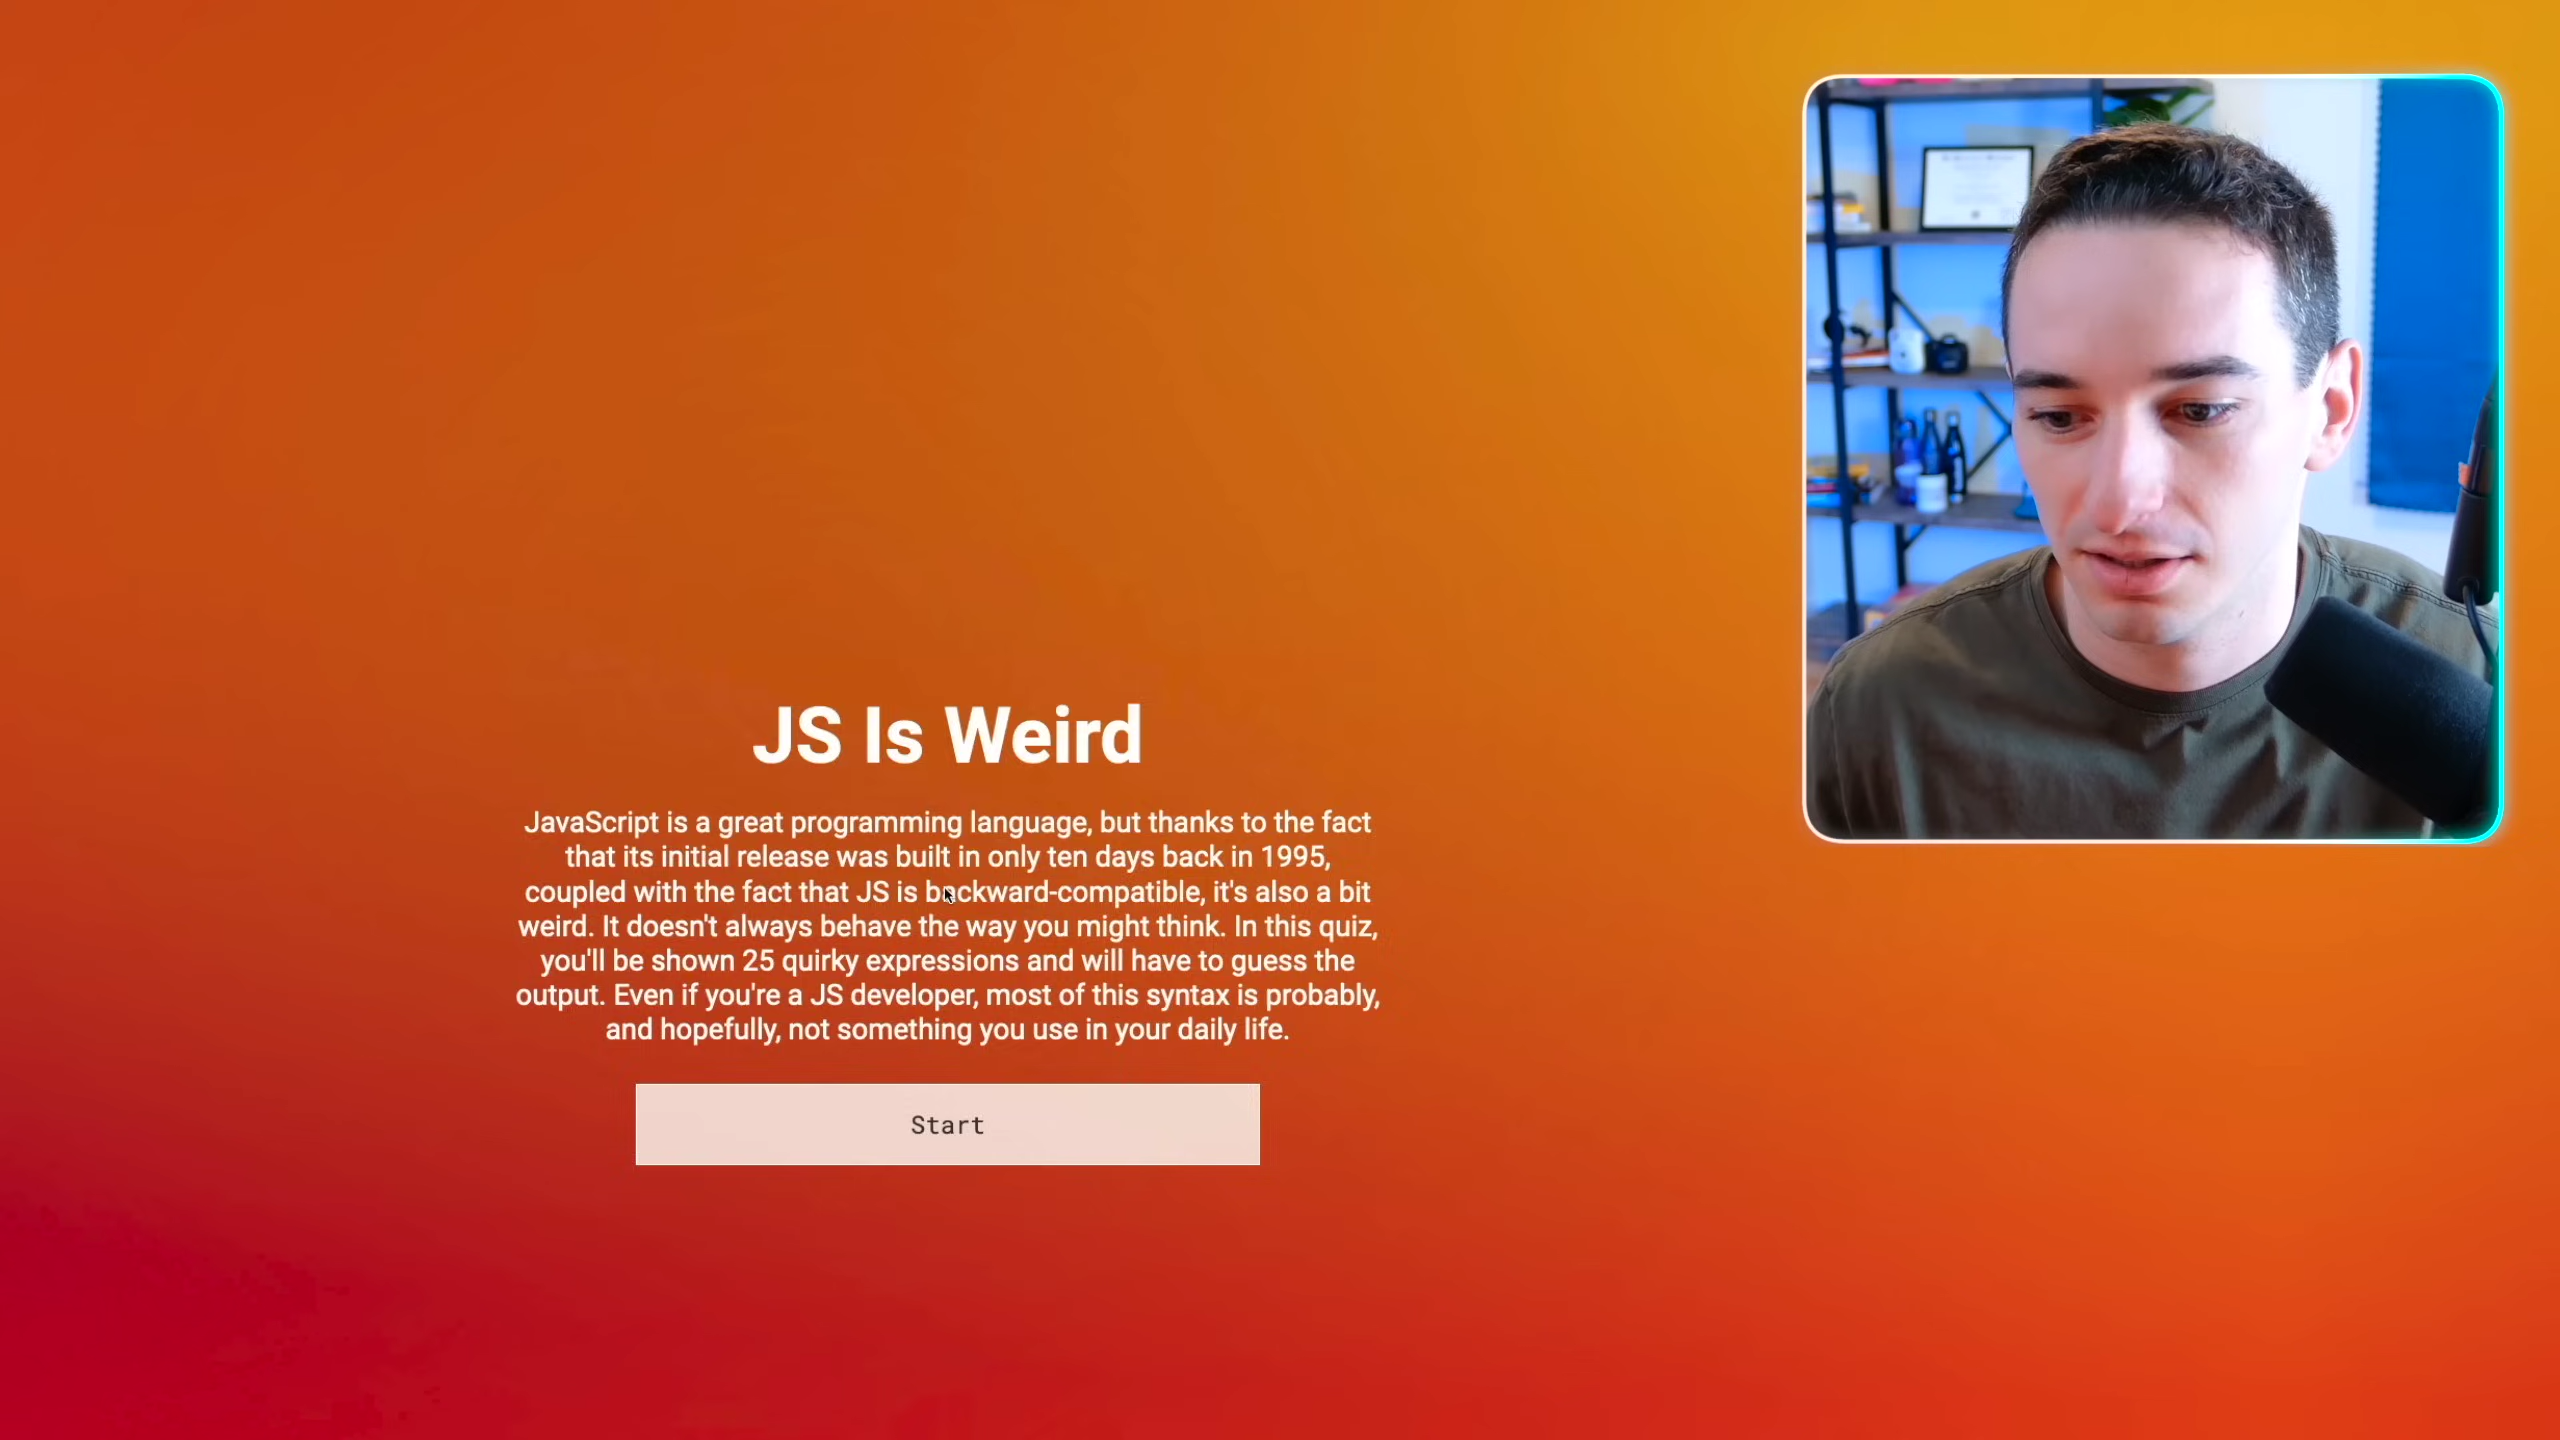 JS Is Weird
JavaScript is a great programming language, but thanks to the fact
that its initial release was built in only ten days back in 1995,
coupled with the fact that JS is backward-compatible, it's also a bit
weird. It doesn't always behave the way you might think. In this quiz,
you'll be shown 25 quirky expressions and will have to guess the
output. Even if you're a JS developer, most of this syntax is probably,
and hopefully, not something you use in your daily life.
Start